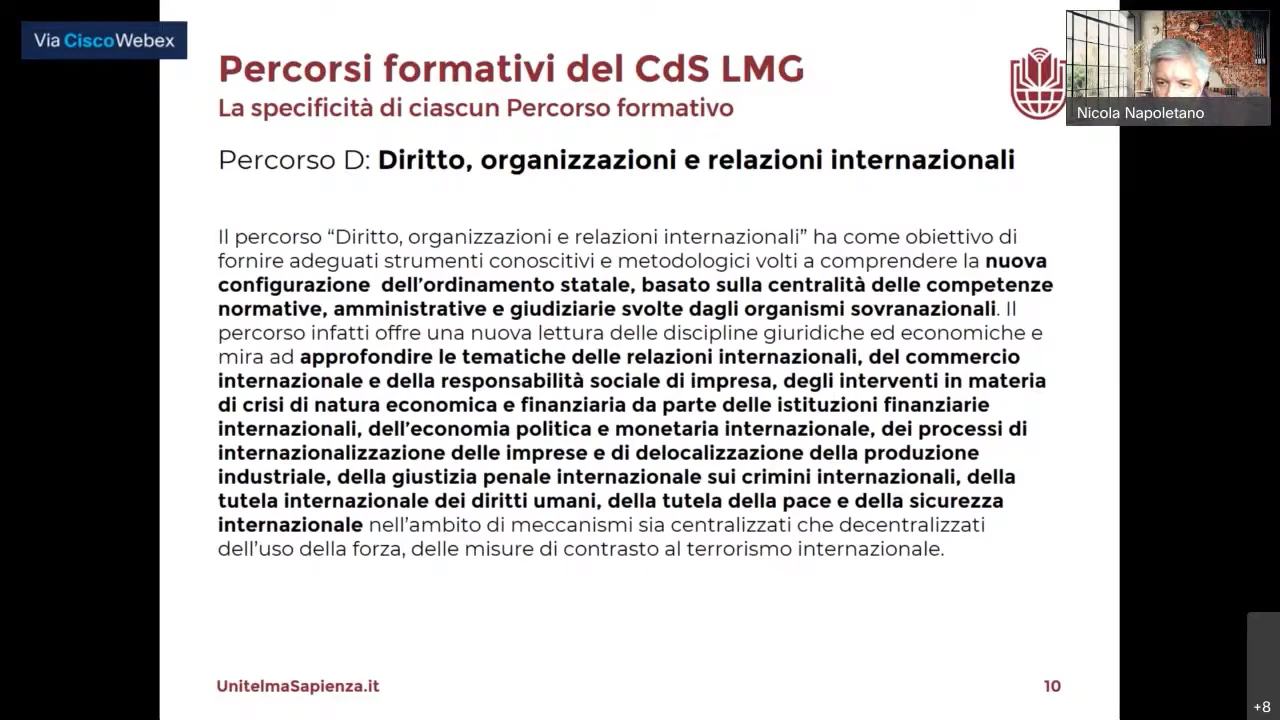 Via CiscoWebex
Percorsi formativi del CdS LMG
La specificità di ciascun Percorso formativo
Nicola Napoletano
Percorso D: Diritto, organizzazioni e relazioni internazionali
Il percorso “Diritto, organizzazioni e relazioni internazionali” ha come obiettivo di
fornire adeguati strumenti conoscitivi e metodologici volti a comprendere la nuova
configurazione dell’ordinamento statale, basato sulla centralità delle competenze
normative, amministrative e giudiziarie svolte dagli organismi sovranazionali. Il
percorso infatti offre una nuova lettura delle discipline giuridiche ed economiche e
mira ad approfondire le tematiche delle relazioni internazionali, del commercio
internazionale e della responsabilità sociale di impresa, degli interventi in materia
di crisi di natura economica e finanziaria da parte delle istituzioni finanziarie
internazionali, dell’economia politica e monetaria internazionale, dei processi di
internazionalizzazione delle imprese e di delocalizzazione della produzione
industriale, della giustizia penale internazionale sui crimini internazionali, della
tutela internazionale dei diritti umani, della tutela della pace e della sicurezza
internazionale nell’ambito di meccanismi sia centralizzati che decentralizzati
dell’uso della forza, delle misure di contrasto al terrorismo internazionale.
UnitelmaSapienza.it
10
+8